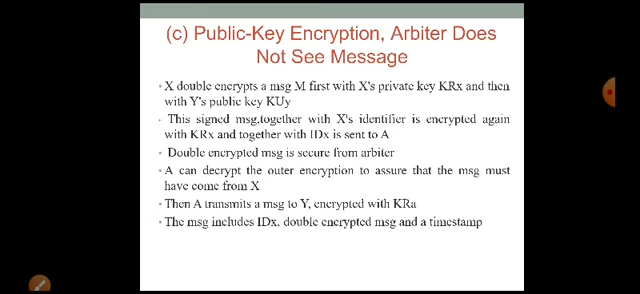 (c) Public-Key Encryption, Arbiter Does
Not See Message
• X double encrypts a msg M first with X's private key KRx and then
with Y's public key KUy
• This signed msg,together with X's identifier is encrypted again
with KRx and together with IDx is sent to A
• Double encrypted msg is secure from arbiter
• A can decrypt the outer encryption to assure that the msg must
have come from X
• Then A transmits a msg to Y, encrypted with KRa
• The msg includes IDx, double encrypted msg and a timestamp